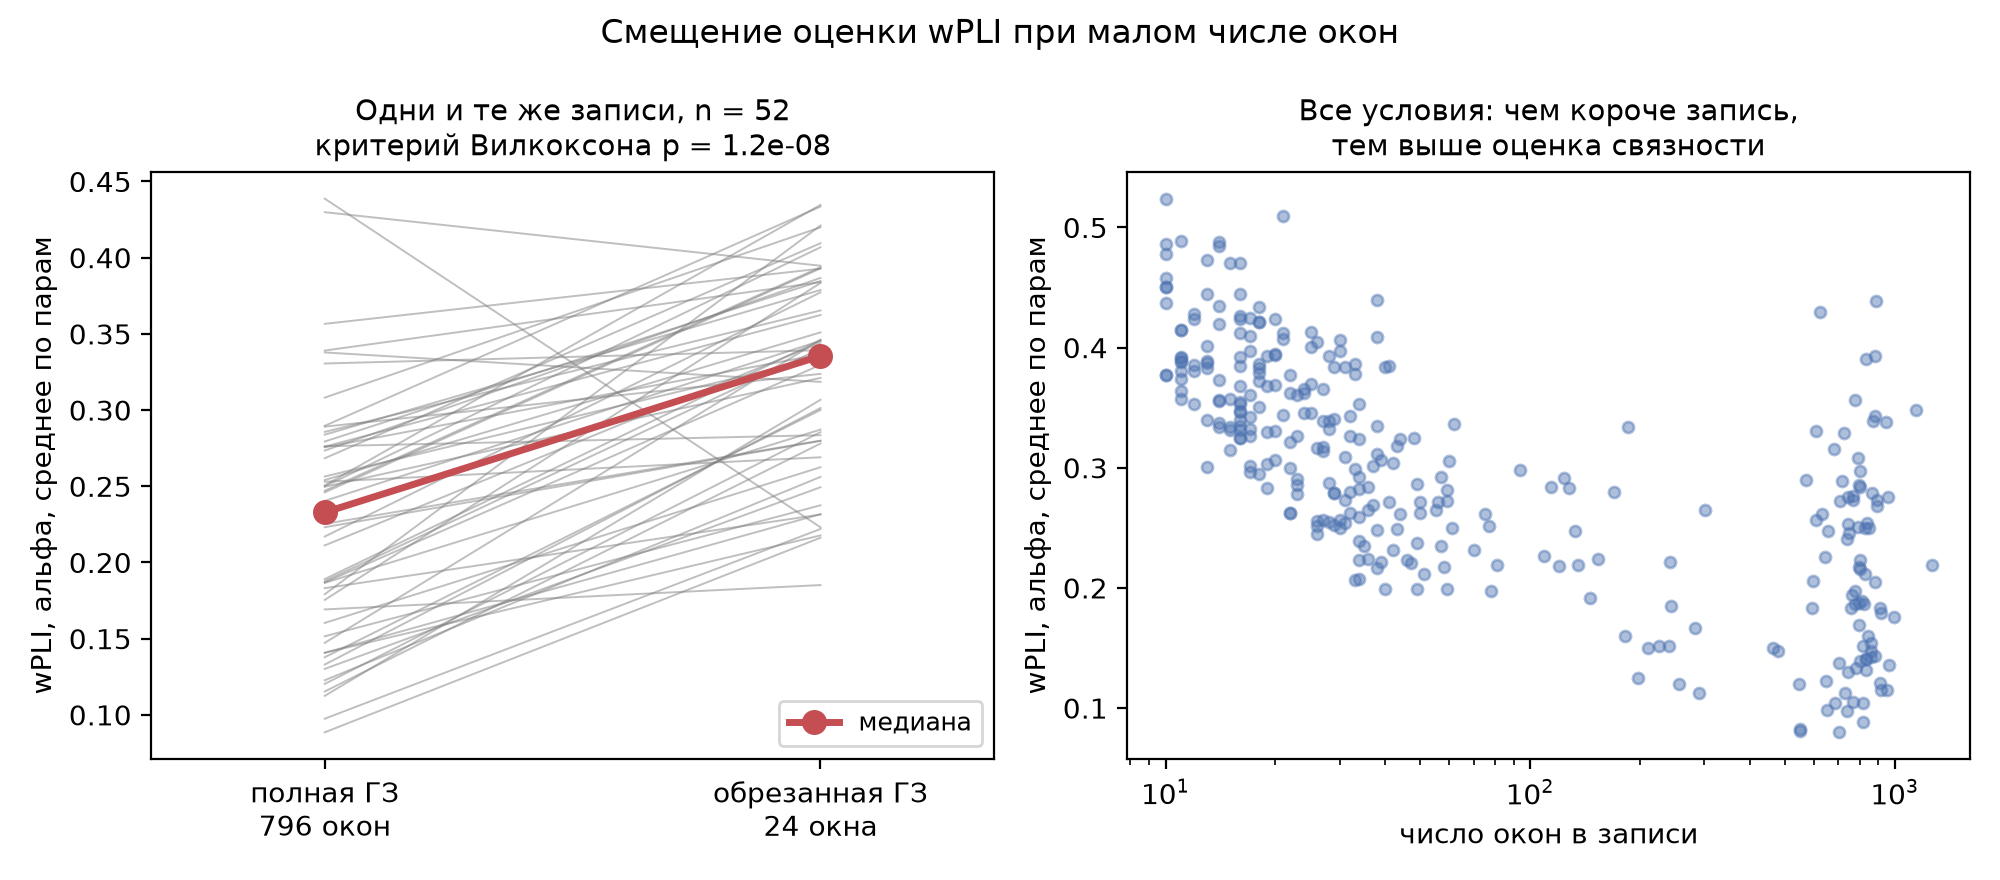 Смещение оценки wPLI при малом числе окон
Одни и те же записи, n = 52
критерий Вилкоксона p = 1.2e-08
wPLI, альфа, среднее по парам
0.45
0.40
0.35
0.30
0.25
0.20
0.15
0.10
медиана
полная ГЗ
796 окон
обрезанная ГЗ
24 окна
Все условия: чем короче запись,
тем выше оценка связности
wPLI, альфа, среднее по парам
0.5
0.4
0.3
0.2
0.1
10¹
10²
10³
число окон в записи